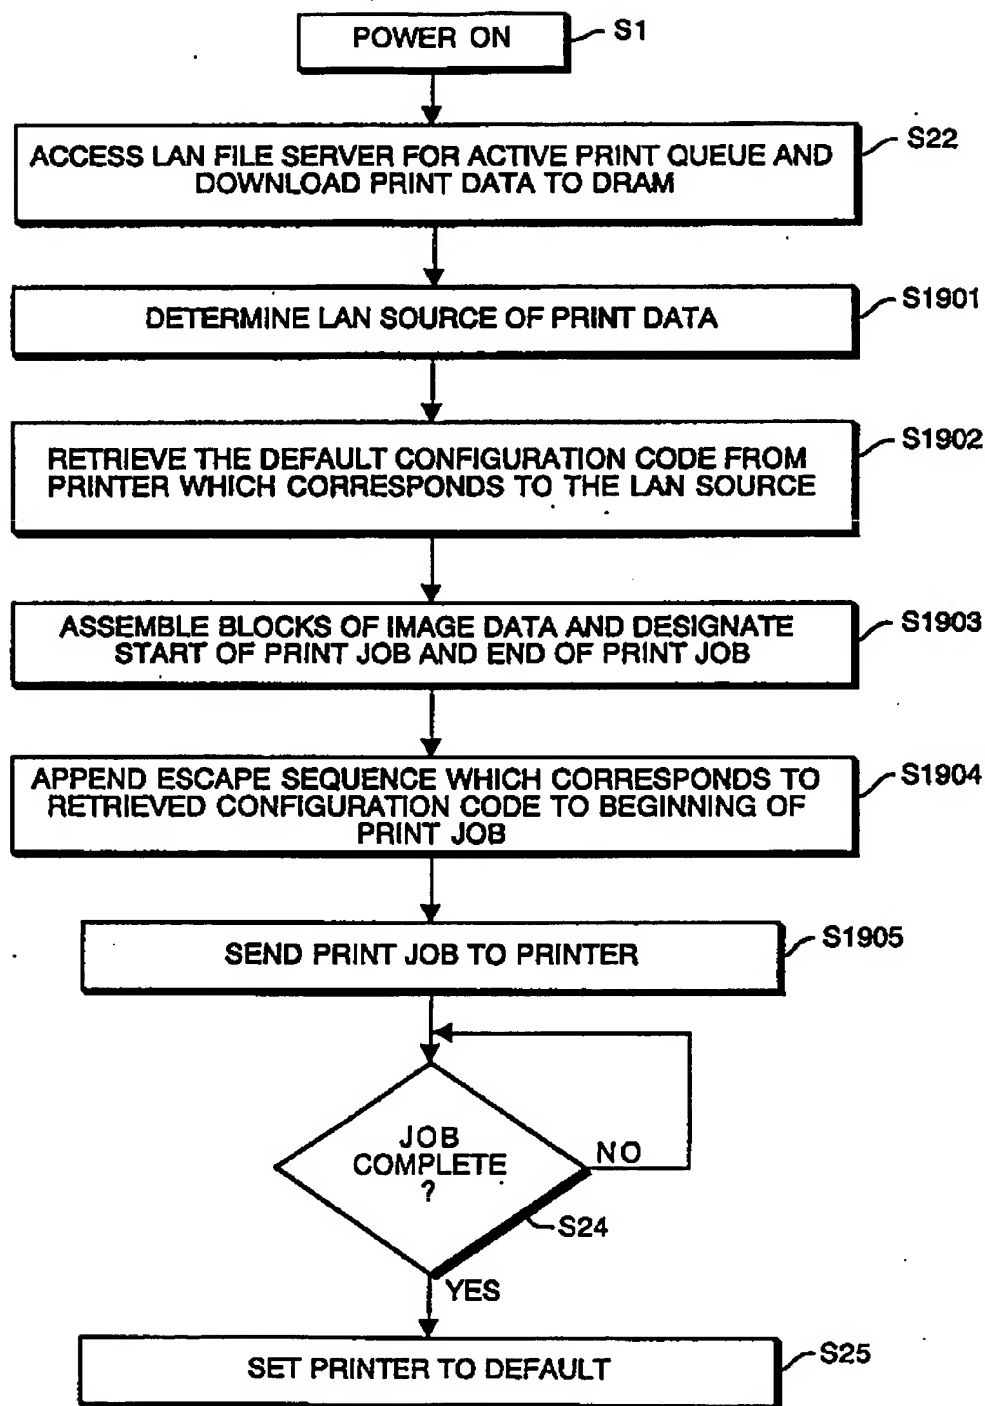 POWER ON
S1
ACCESS LAN FILE SERVER FOR ACTIVE PRINT QUEUE AND
DOWNLOAD PRINT DATA TO DRAM
S22
DETERMINE LAN SOURCE OF PRINT DATA
S1901
RETRIEVE THE DEFAULT CONFIGURATION CODE FROM
PRINTER WHICH CORRESPONDS TO THE LAN SOURCE
S1902
ASSEMBLE BLOCKS OF IMAGE DATA AND DESIGNATE
START OF PRINT JOB AND END OF PRINT JOB
S1903
APPEND ESCAPE SEQUENCE WHICH CORRESPONDS TO
RETRIEVED CONFIGURATION CODE TO BEGINNING OF
PRINT JOB
S1904
SEND PRINT JOB TO PRINTER
S1905
JOB
COMPLETE
?
NO
S24
YES
SET PRINTER TO DEFAULT
S25